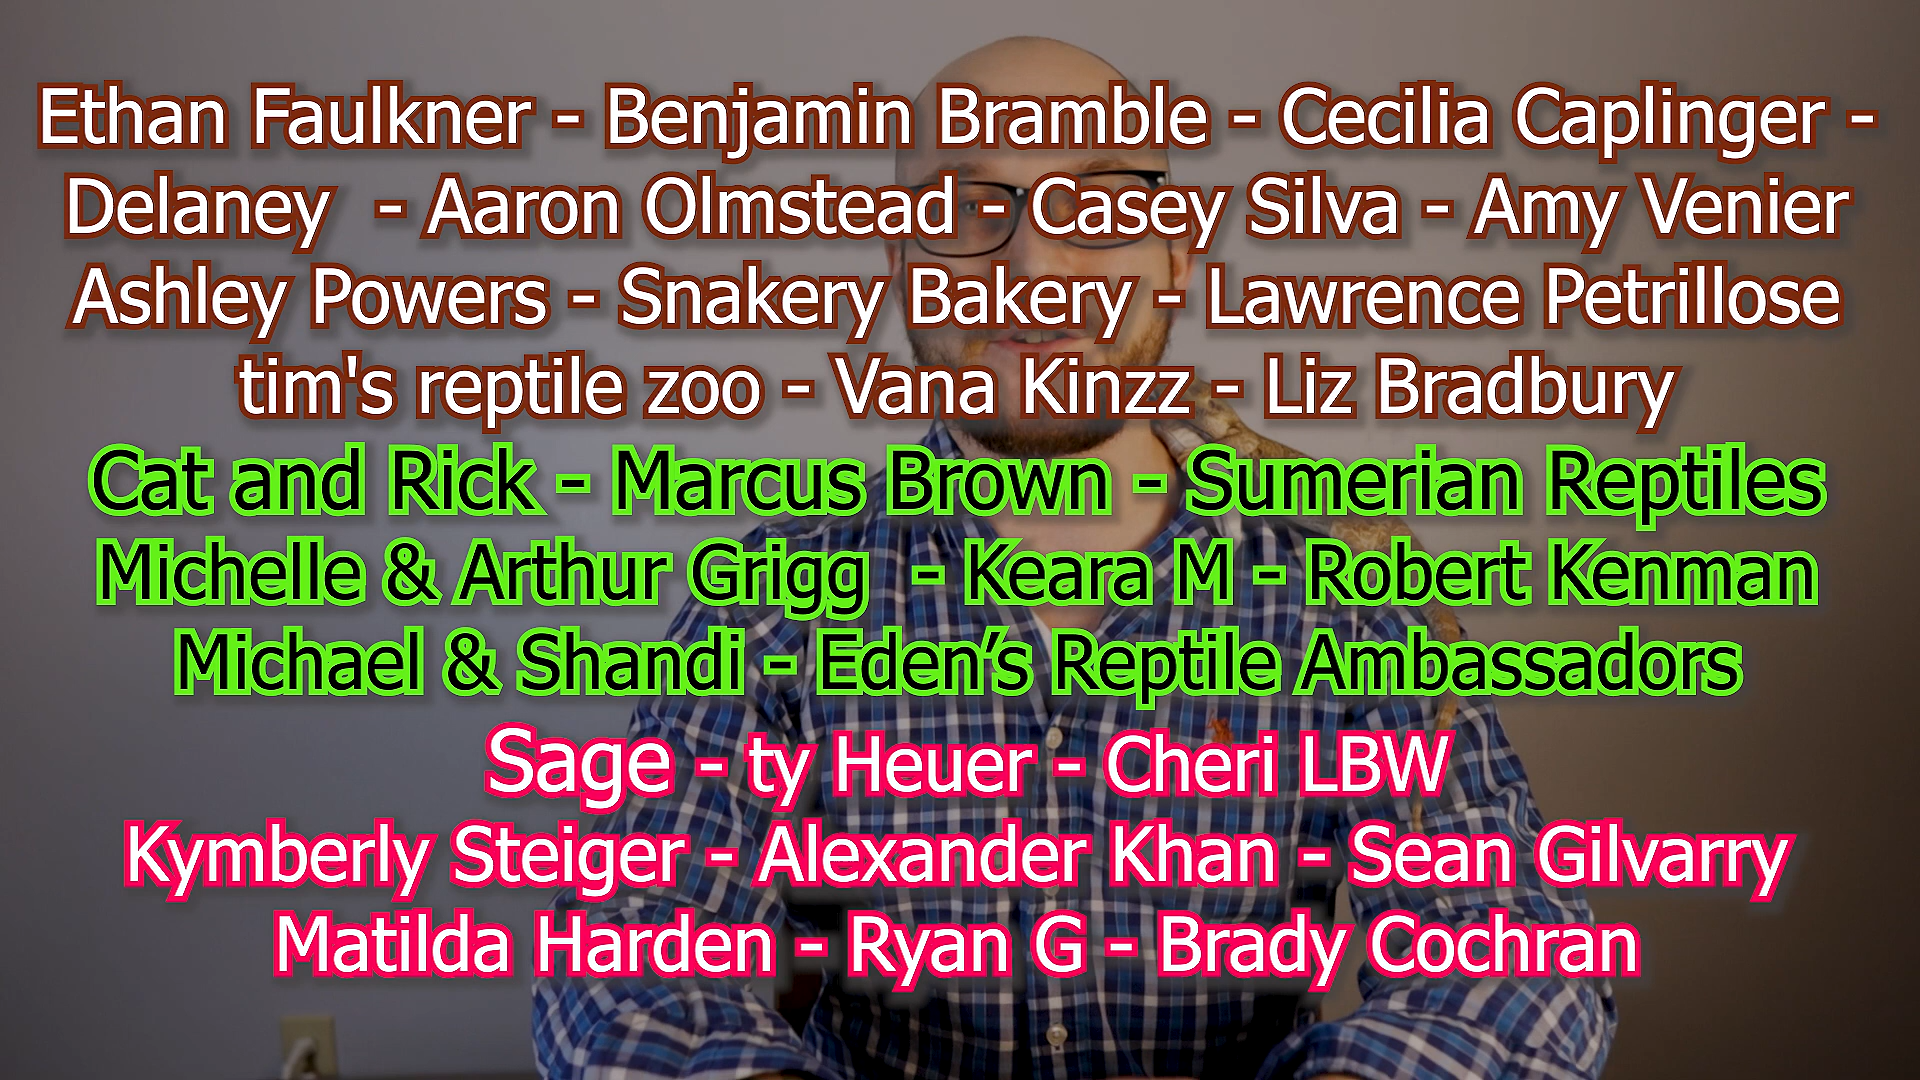 Ethan Faulkner - Benjamin Bramble - Cecilia Caplinger -
Delaney  - Aaron Olmstead - Casey Silva - Amy Venier
Ashley Powers - Snakery Bakery - Lawrence Petrillose
tim's reptile zoo - Vana Kinzz - Liz Bradbury
Cat and Rick - Marcus Brown - Sumerian Reptiles
Michelle & Arthur Grigg  - Keara M - Robert Kenman
Michael & Shandi - Eden’s Reptile Ambassadors
Sage - ty Heuer - Cheri LBW
Kymberly Steiger - Alexander Khan - Sean Gilvarry
Matilda Harden - Ryan G - Brady Cochran